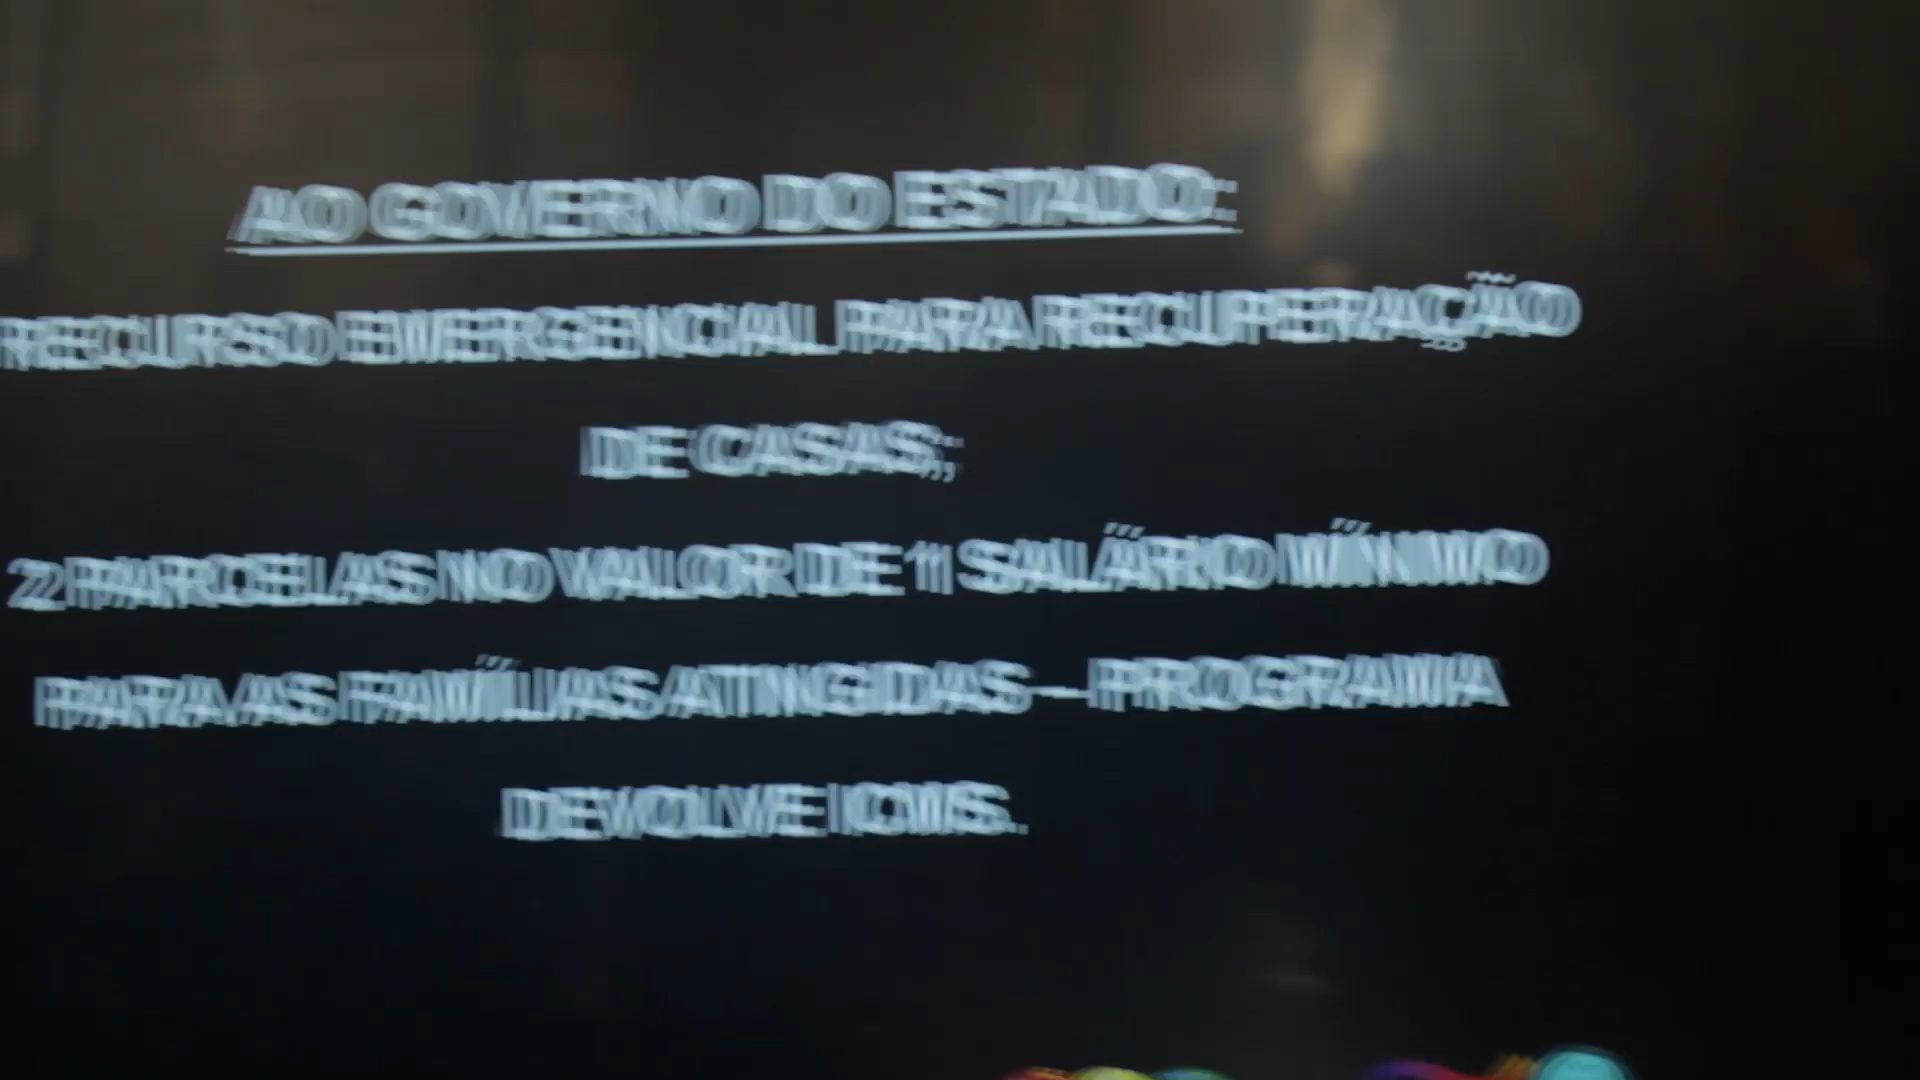 AO GOVERNO DO ESTADO:
RECURSO EMERGENCIAL PARA RECUPERAÇÃO
DE CASAS;
2 PARCELAS NO VALOR DE 1 SALÁRIO MÍNIMO
PARA AS FAMÍLIAS ATINGIDAS – PROGRAMA
DEVOLVE ICMS.